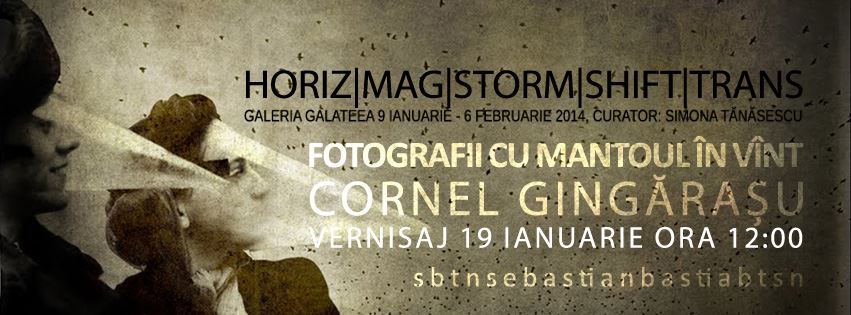 HORIZ|MAG|STORM|SHIFT|TRANS
GALERIA GALATEEA 9 IANUARIE - 6 FEBRUARIE 2014, CURATOR: SIMONA TĂNĂSESCU
FOTOGRAFII CU MANTOUL ÎN VÎNT
CORNEL GINGĂRAȘU
VERNISAJ 19 IANUARIE ORA 12:00
sbtnsebastianbastiabtsn